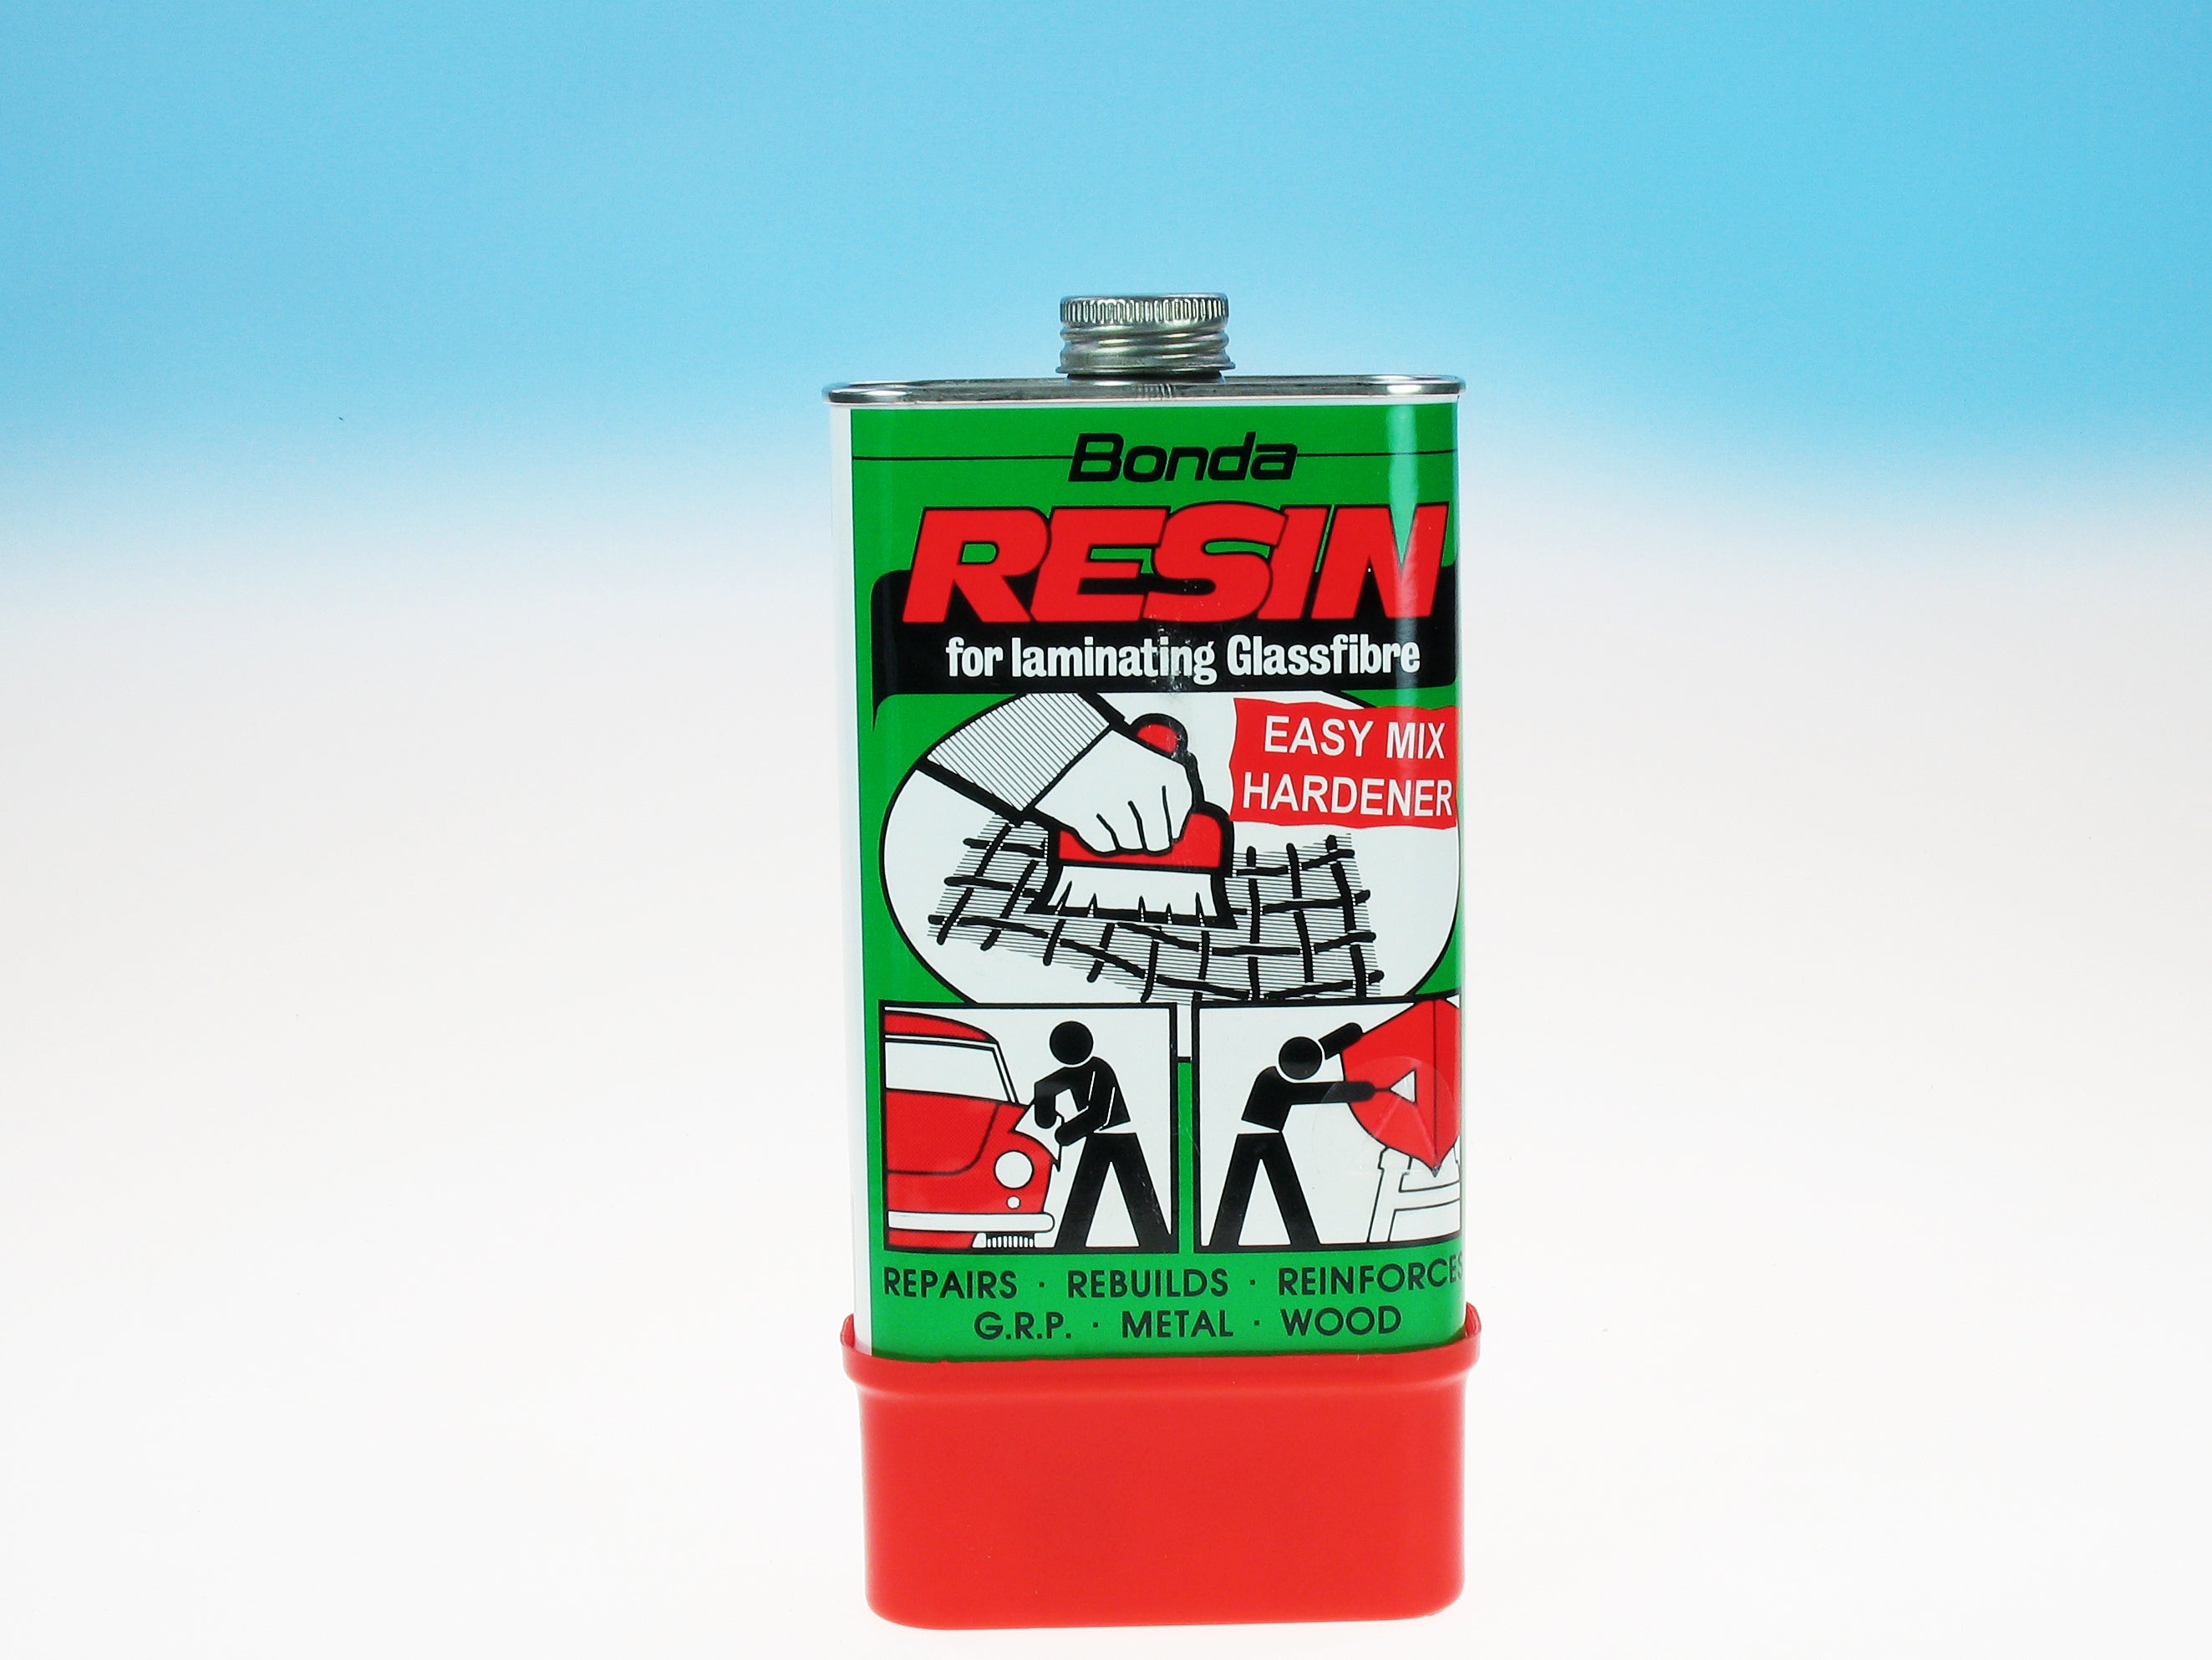 Bonda
RESIN
for laminating Glassfibre
EASY MIX
HARDENER
REPAIRS · REBUILDS · REINFORCES
G.R.P. · METAL · WOOD